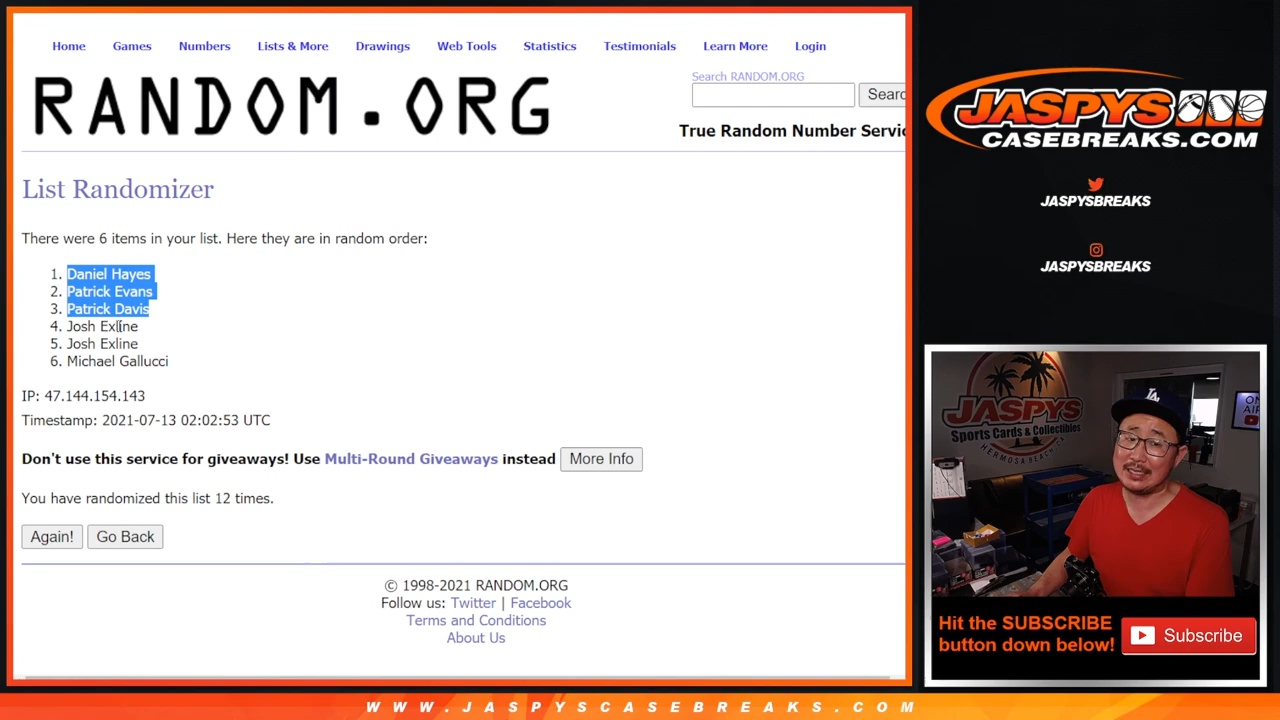 Home Games Numbers Lists & More Drawings Web Tools Statistics Testimonials Learn More Login
RANDOM.ORG
Search RANDOM.ORG
Searc
True Random Number Servic
List Randomizer
There were 6 items in your list. Here they are in random order:
1. Daniel Hayes
2. Patrick Evans
3. Patrick Davis
4. Josh Exline
5. Josh Exline
6. Michael Gallucci
IP: 47.144.154.143
Timestamp: 2021-07-13 02:02:53 UTC
Don't use this service for giveaways! Use Multi-Round Giveaways instead More Info
You have randomized this list 12 times.
Again! Go Back
© 1998-2021 RANDOM.ORG
Follow us: Twitter | Facebook
Terms and Conditions
About Us
JASPYS
CASEBREAKS.COM
JASPYSBREAKS
JASPYSBREAKS
JASPYS
Sports Cards & Collectibles
HERMOSA BEACH
ON
AIR
LA
Hit the SUBSCRIBE
button down below!
Subscribe
WWW.JASPYSCASEBREAKS.COM